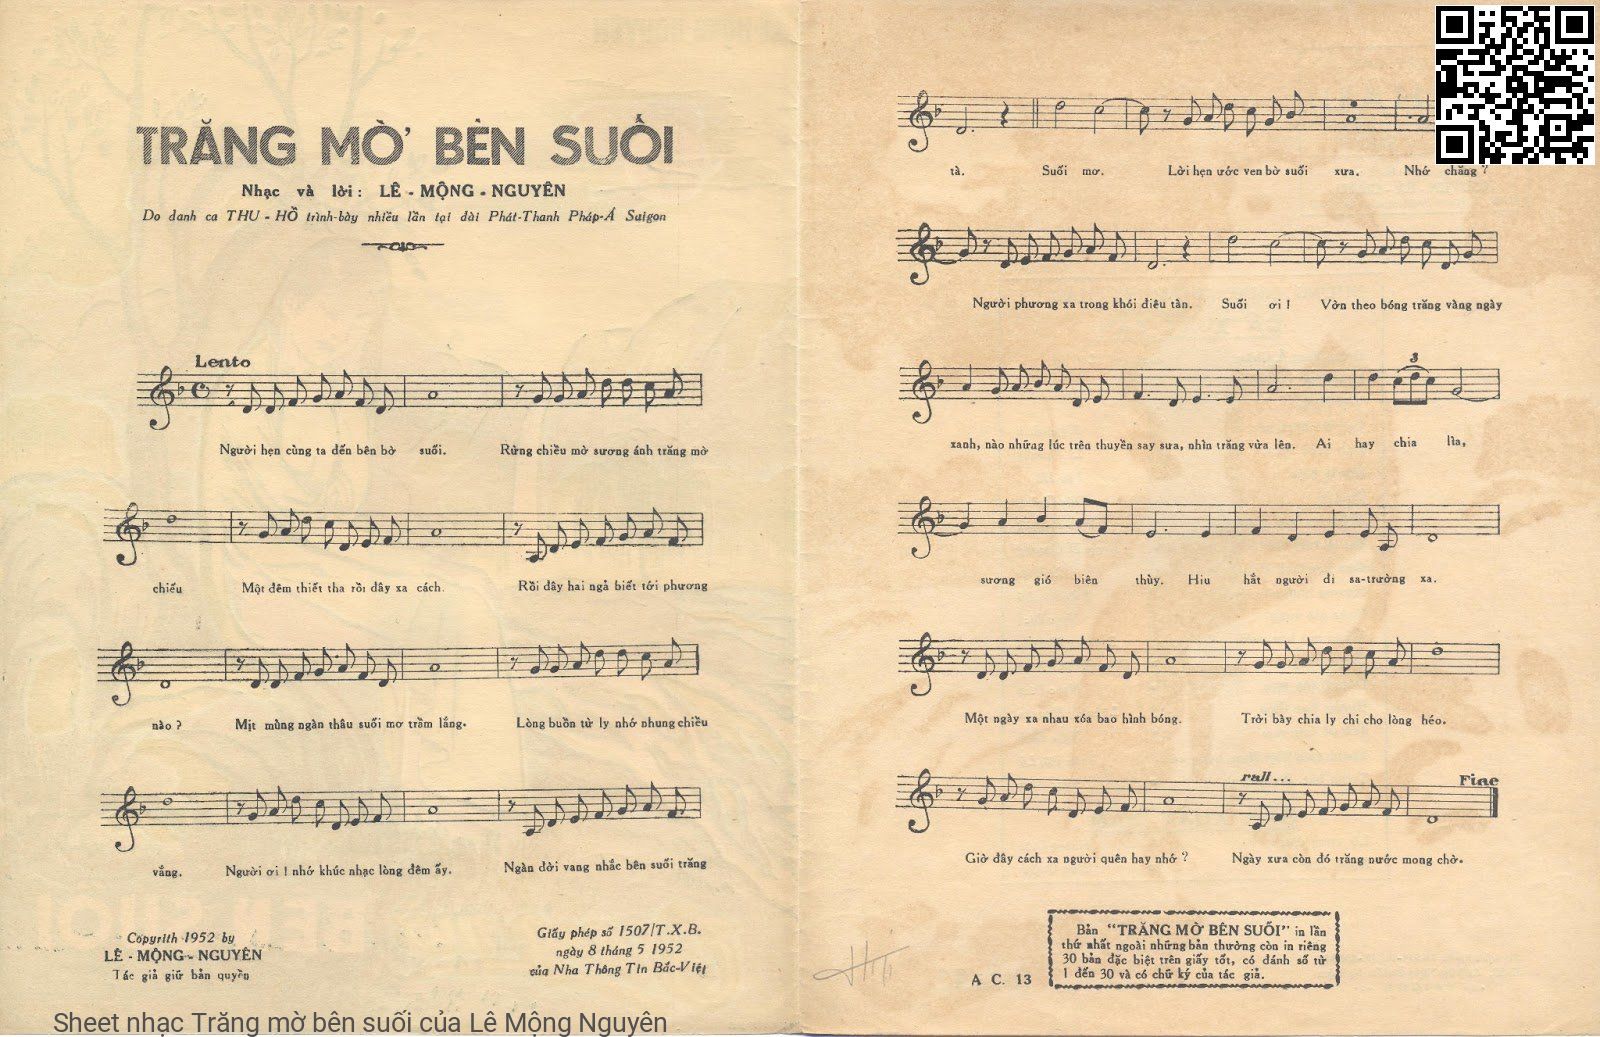 TRĂNG MỜ BÊN SUỐI
Nhạc và lời : LÊ - MỘNG - NGUYÊN
Do danh ca THU - HỒ trình-bày nhiều lần tại đài Phát-Thanh Pháp-Á Saigon
Lento
Người hẹn cùng ta đến bên bờ suối. Rừng chiều mờ sương ánh trăng mờ
chiếu Một đêm thiết tha rồi đây xa cách. Rồi đây hai ngả biết tới phương
nào ? Mịt mùng ngàn thâu suối mơ trầm lắng. Lòng buồn từ ly nhớ nhung chiều
vắng. Người ơi ! nhớ khúc nhạc lòng đêm ấy. Ngàn đời vang nhắc bên suối trăng
Copyrith 1952 by
LÊ - MỘNG - NGUYÊN
Tác giả giữ bản quyền
Giấy phép số 1507/T.X.B.
ngày 8 tháng 5 1952
của Nha Thông Tin Bắc-Việt
tà. Suối mơ. Lời hẹn ước ven bờ suối xưa. Nhớ chăng ?
Người phương xa trong khói điêu tàn. Suối ơi ! Vờn theo bóng trăng vàng ngày
3
xanh, nào những lúc trên thuyền say sưa, nhìn trăng vừa lên. Ai hay chia lìa,
sương gió biên thùy. Hiu hắt người đi sa-trường xa.
Một ngày xa nhau xóa bao hình bóng. Trời bày chia ly chi cho lòng héo.
rall...
Fine
Giờ đây cách xa người quên hay nhớ ? Ngày xưa còn đó trăng nước mong chờ.
A C. 13
Bản “TRĂNG MỜ BÊN SUỐI” in lần
thứ nhất ngoài những bản thường còn in riêng
30 bản đặc biệt trên giấy tốt, có đánh số từ
1 đến 30 và có chữ ký của tác giả.
Sheet nhạc Trăng mờ bên suối của Lê Mộng Nguyên